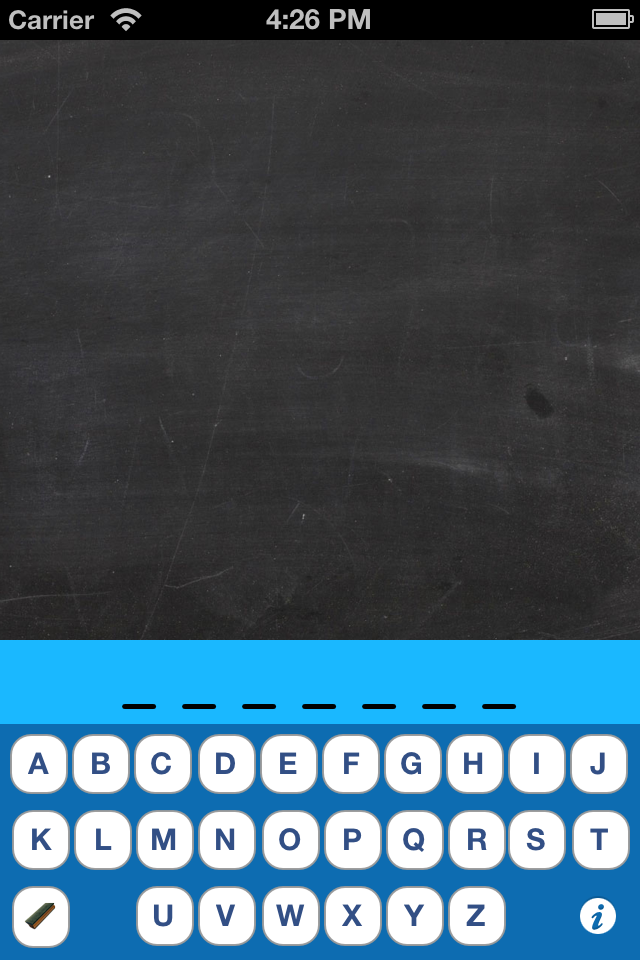 Carrier 4:26 PM
_ _ _ _ _ _ _
A B C D E F G H I J
K L M N O P Q R S T
U V W X Y Z i